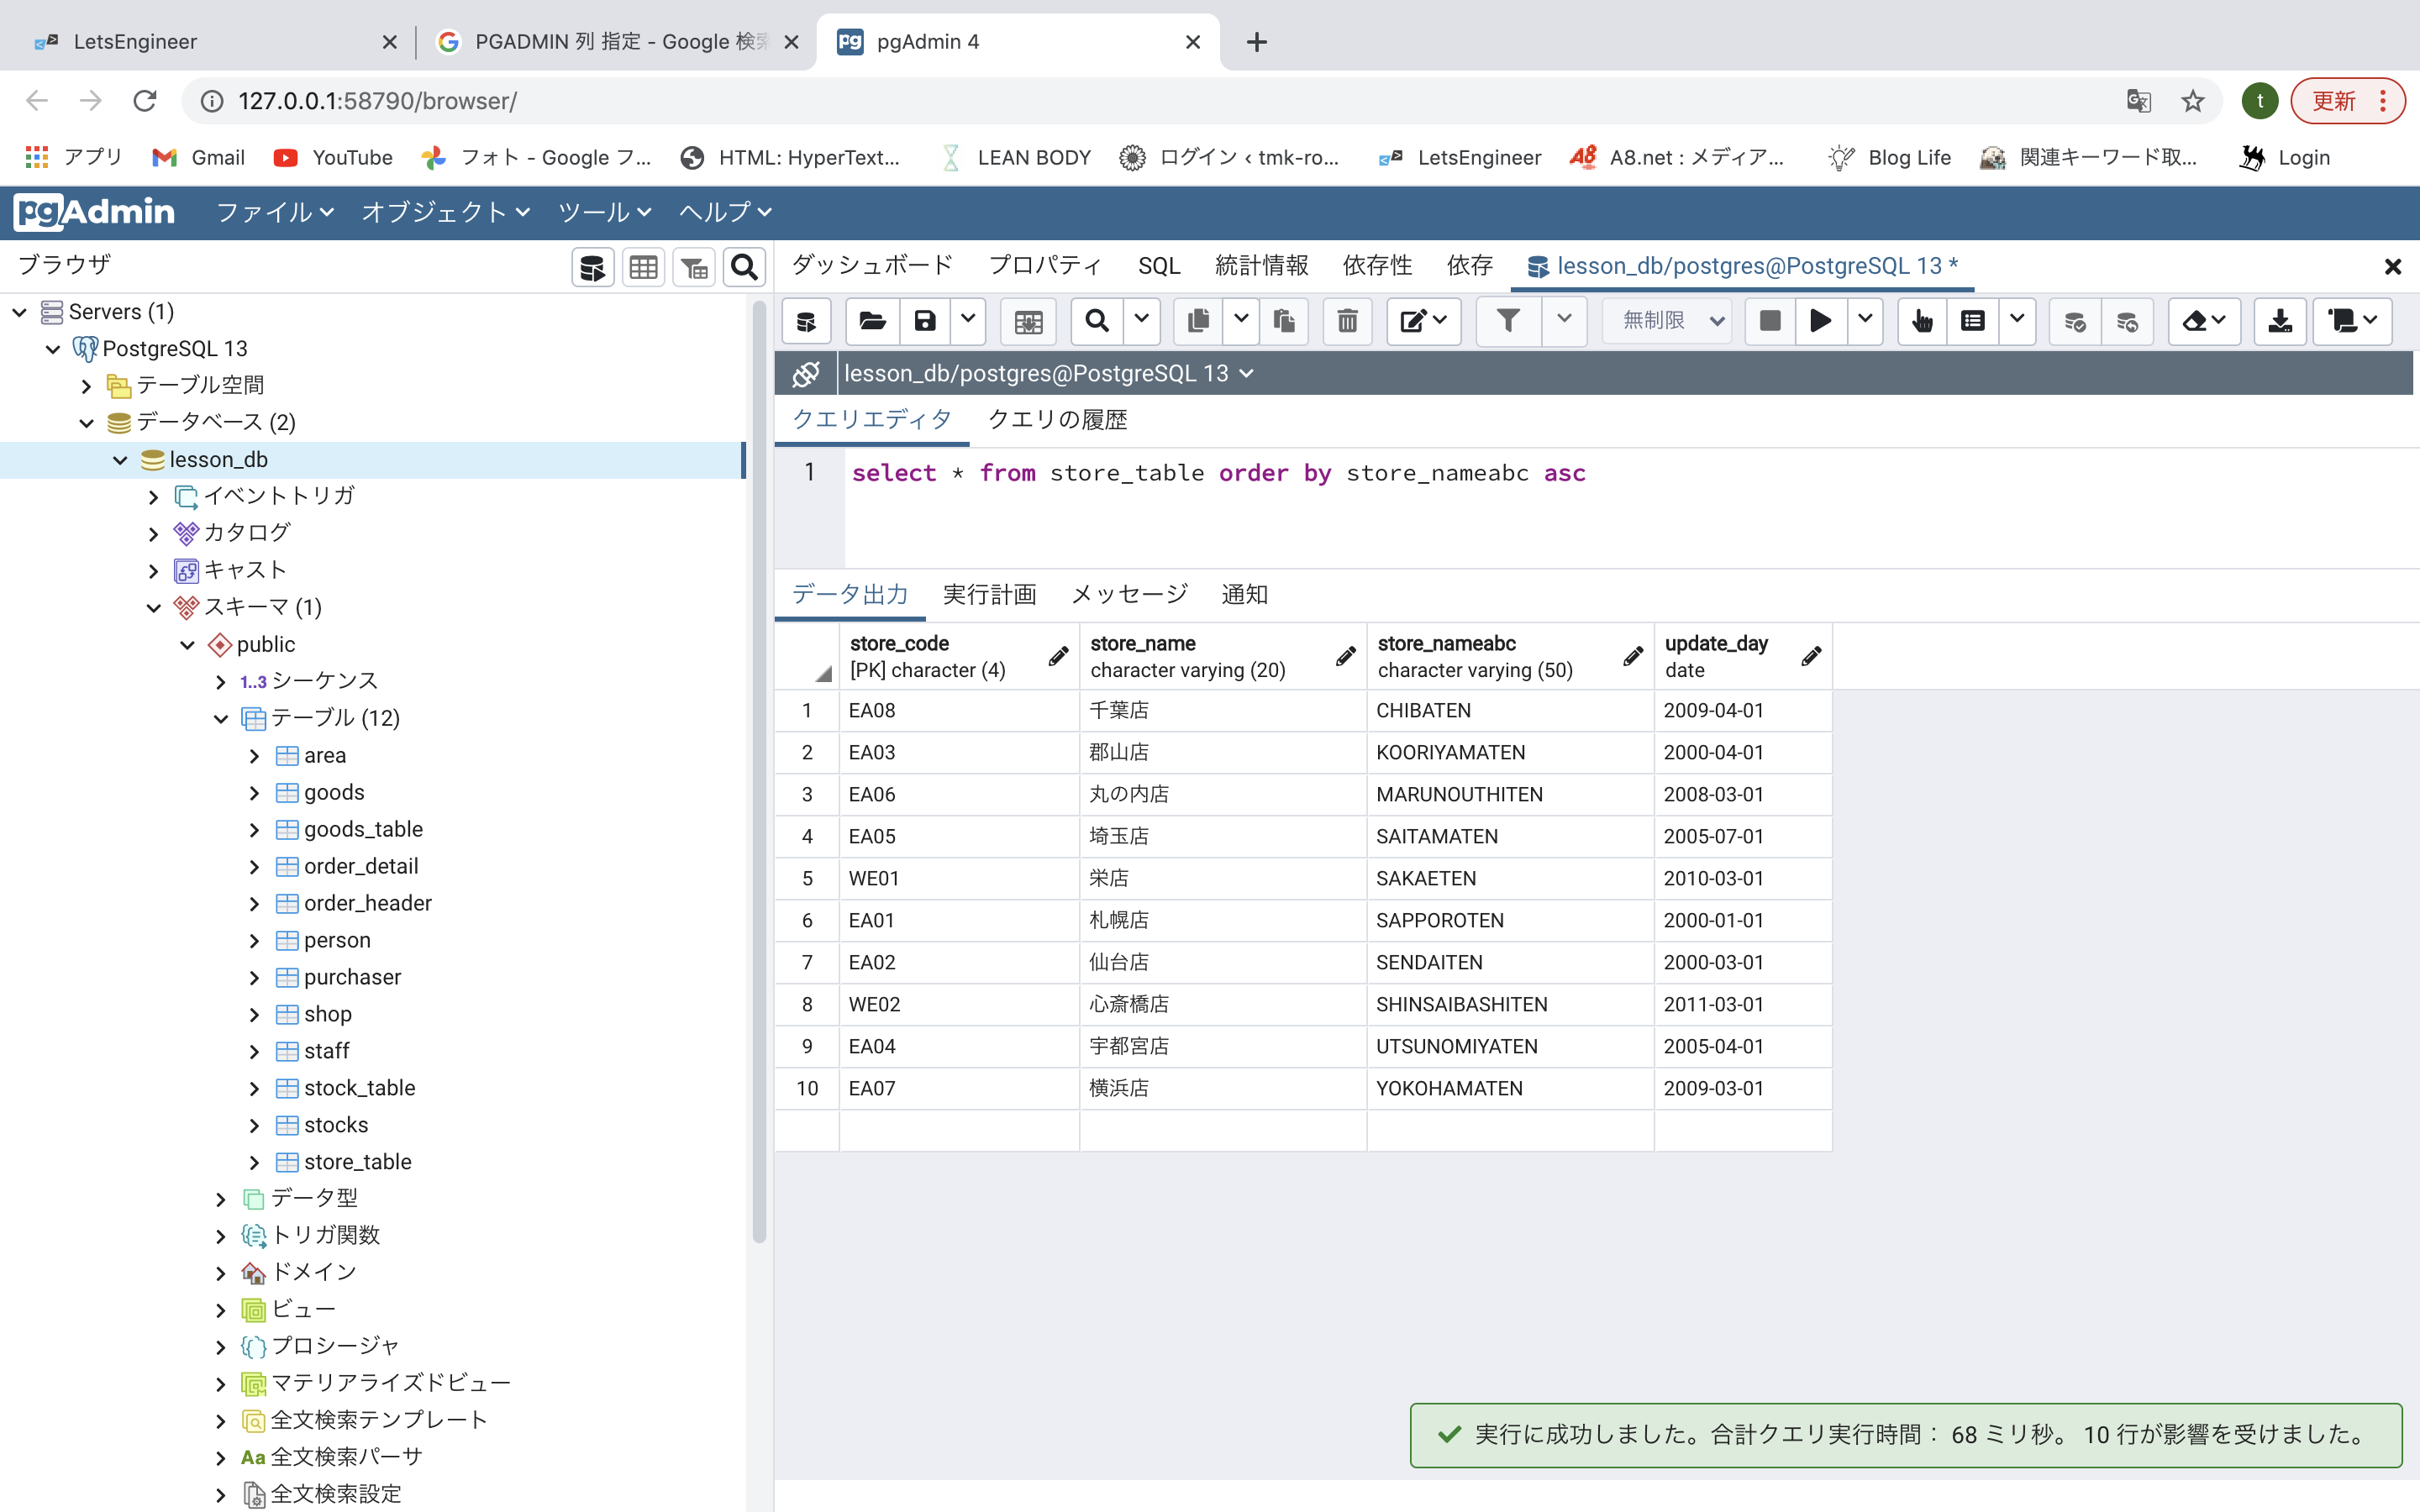 LetsEngineer
PGADMIN 列 指定 - Google 検索
pgAdmin 4
127.0.0.1:58790/browser/
t
更新
アプリ
Gmail
YouTube
フォト - Google フ...
HTML: HyperText...
LEAN BODY
ログイン ‹ tmk-ro...
LetsEngineer
A8.net : メディア...
Blog Life
関連キーワード取...
Login
pgAdmin
ファイル
オブジェクト
ツール
ヘルプ
ブラウザ
ダッシュボード
プロパティ
SQL
統計情報
依存性
依存
lesson_db/postgres@PostgreSQL 13 *
無制限
lesson_db/postgres@PostgreSQL 13
クエリエディタ
クエリの履歴
1 select * from store_table order by store_nameabc asc
Servers (1)
PostgreSQL 13
テーブル空間
データベース (2)
lesson_db
イベントトリガ
カタログ
キャスト
スキーマ (1)
public
1..3 シーケンス
テーブル (12)
area
goods
goods_table
order_detail
order_header
person
purchaser
shop
staff
stock_table
stocks
store_table
データ型
トリガ関数
ドメイン
ビュー
プロシージャ
マテリアライズドビュー
全文検索テンプレート
Aa 全文検索パーサ
全文検索設定
データ出力
実行計画
メッセージ
通知
store_code [PK] character (4)
store_name character varying (20)
store_nameabc character varying (50)
update_day date
1 EA08 千葉店 CHIBATEN 2009-04-01
2 EA03 郡山店 KOORIYAMATEN 2000-04-01
3 EA06 丸の内店 MARUNOUTHITEN 2008-03-01
4 EA05 埼玉店 SAITAMATEN 2005-07-01
5 WE01 栄店 SAKAETEN 2010-03-01
6 EA01 札幌店 SAPPOROTEN 2000-01-01
7 EA02 仙台店 SENDAITEN 2000-03-01
8 WE02 心斎橋店 SHINSAIBASHITEN 2011-03-01
9 EA04 宇都宮店 UTSUNOMIYATEN 2005-04-01
10 EA07 横浜店 YOKOHAMATEN 2009-03-01
実行に成功しました。合計クエリ実行時間： 68 ミリ秒。 10 行が影響を受けました。